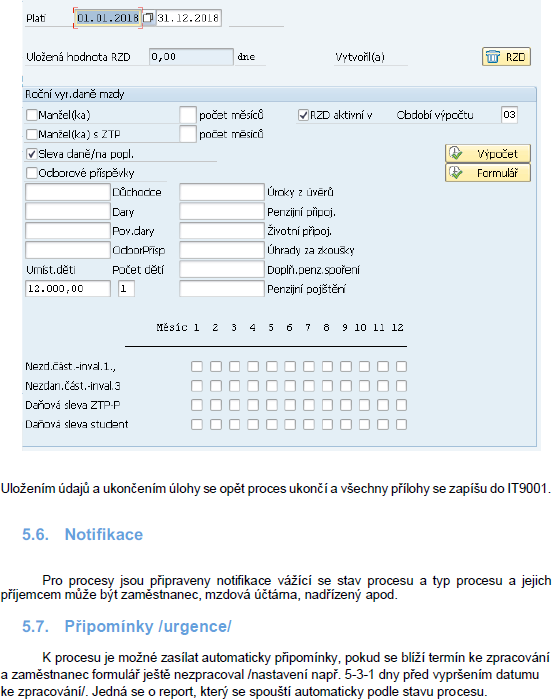 Platí 01.01.2018 31.12.2018
Uložená hodnota RZD 0,00 dne Vytvořil(a) RZD
Roční vyr.daně mzdy
Manžel(ka) počet měsíců RZD aktivní v Období výpočtu 03
Manžel(ka) s ZTP počet měsíců
Sleva daně/na popl. Výpočet
Odborové příspěvky Formulář
Důchodce Úroky z úvěrů
Dary Penzijní připoj.
Pov.dary Životní připoj.
OdborPřísp Úhrady za zkoušky
Umíst.dětí Počet dětí Doplň.penz.spoření
12.000,00 1 Penzijní pojištění
Měsíc 1 2 3 4 5 6 7 8 9 10 11 12
Nezd.část.-inval.1.,
Nezdan.část.-inval.3
Daňová sleva ZTP-P
Daňová sleva student
Uložením údajů a ukončením úlohy se opět proces ukončí a všechny přílohy se zapíšu do IT9001.
5.6. Notifikace
Pro procesy jsou připraveny notifikace vážící se stav procesu a typ procesu a jejich
příjemcem může být zaměstnanec, mzdová účtárna, nadřízený apod.
5.7. Připomínky /urgence/
K procesu je možné zasílat automaticky připomínky, pokud se blíží termín ke zpracování
a zaměstnanec formulář ještě nezpracoval /nastavení např. 5-3-1 dny před vypršením datumu
ke zpracování/. Jedná se o report, který se spouští automaticky podle stavu procesu.